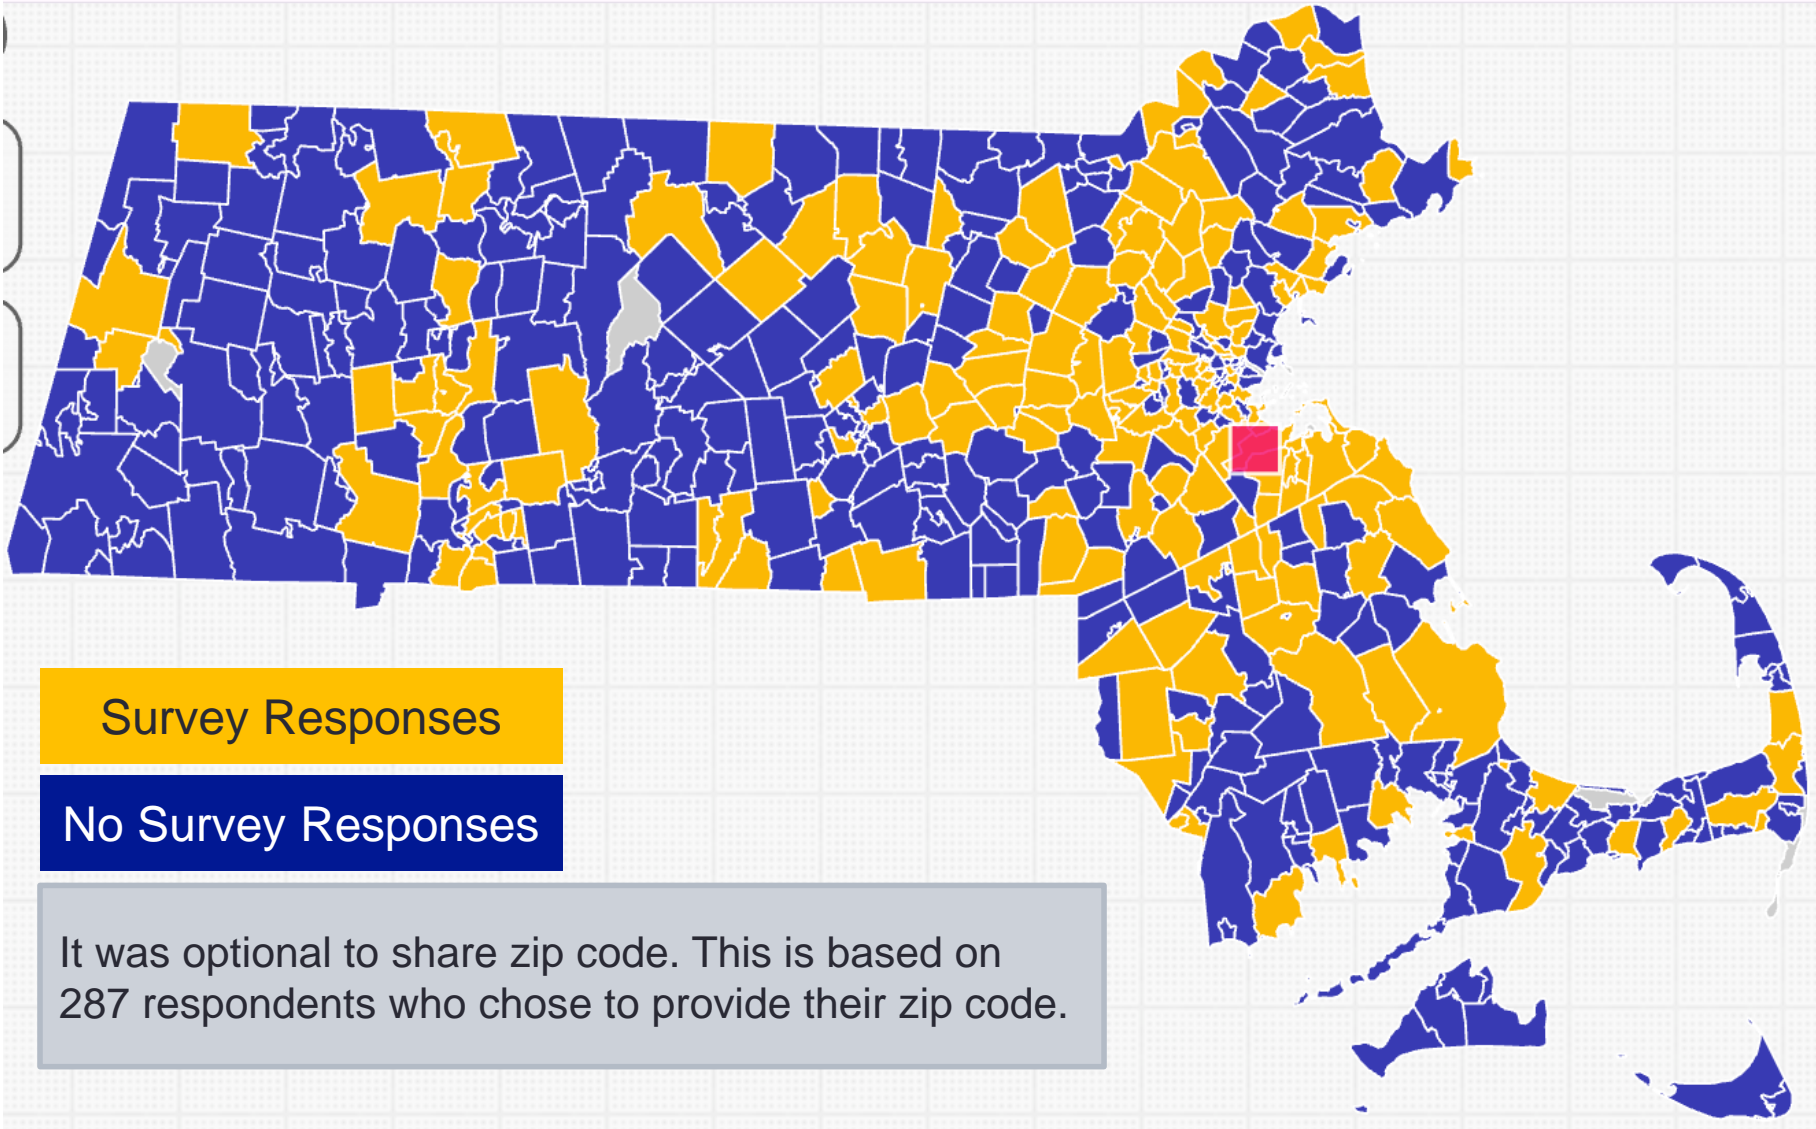 Survey Responses
No Survey Responses
It was optional to share zip code. This is based on
287 respondents who chose to provide their zip code.